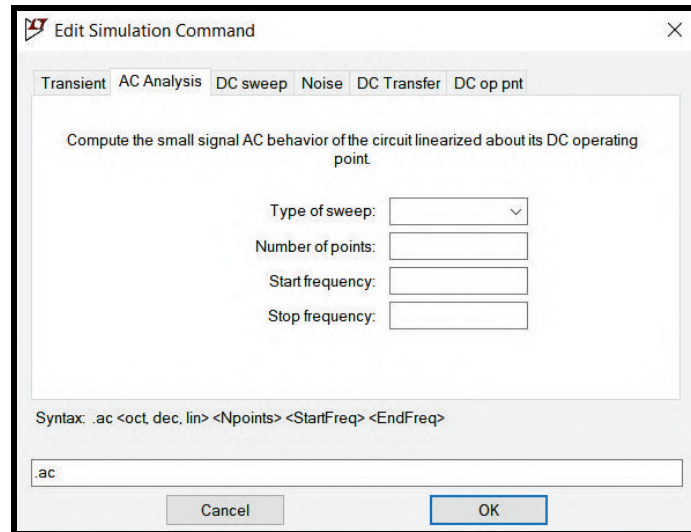 Edit Simulation Command
Transient AC Analysis DC sweep Noise DC Transfer DC op pnt
Compute the small signal AC behavior of the circuit linearized about its DC operating
point.
Type of sweep:
Number of points:
Start frequency:
Stop frequency:
Syntax: .ac <oct, dec, lin> <Npoints> <StartFreq> <EndFreq>
.ac
Cancel OK